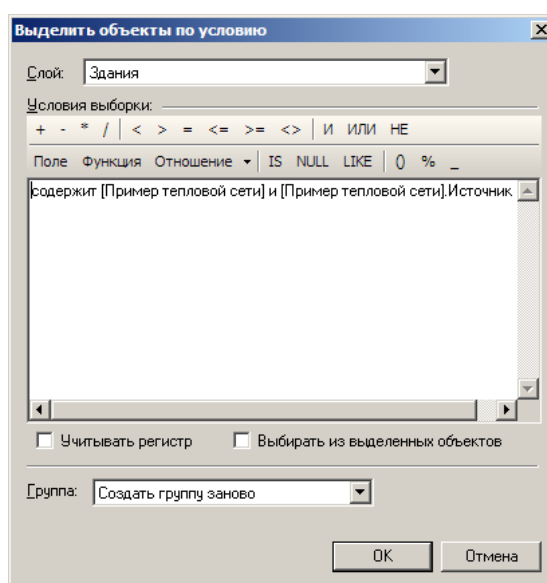 Выделить объекты по условию
Слой: Здания
Условия выборки:
+ - * / < > = <= >= <> И ИЛИ НЕ
Поле Функция Отношение IS NULL LIKE () % _
содержит [Пример тепловой сети] и [Пример тепловой сети].Источник
Учитывать регистр Выбирать из выделенных объектов
Группа: Создать группу заново
OK Отмена